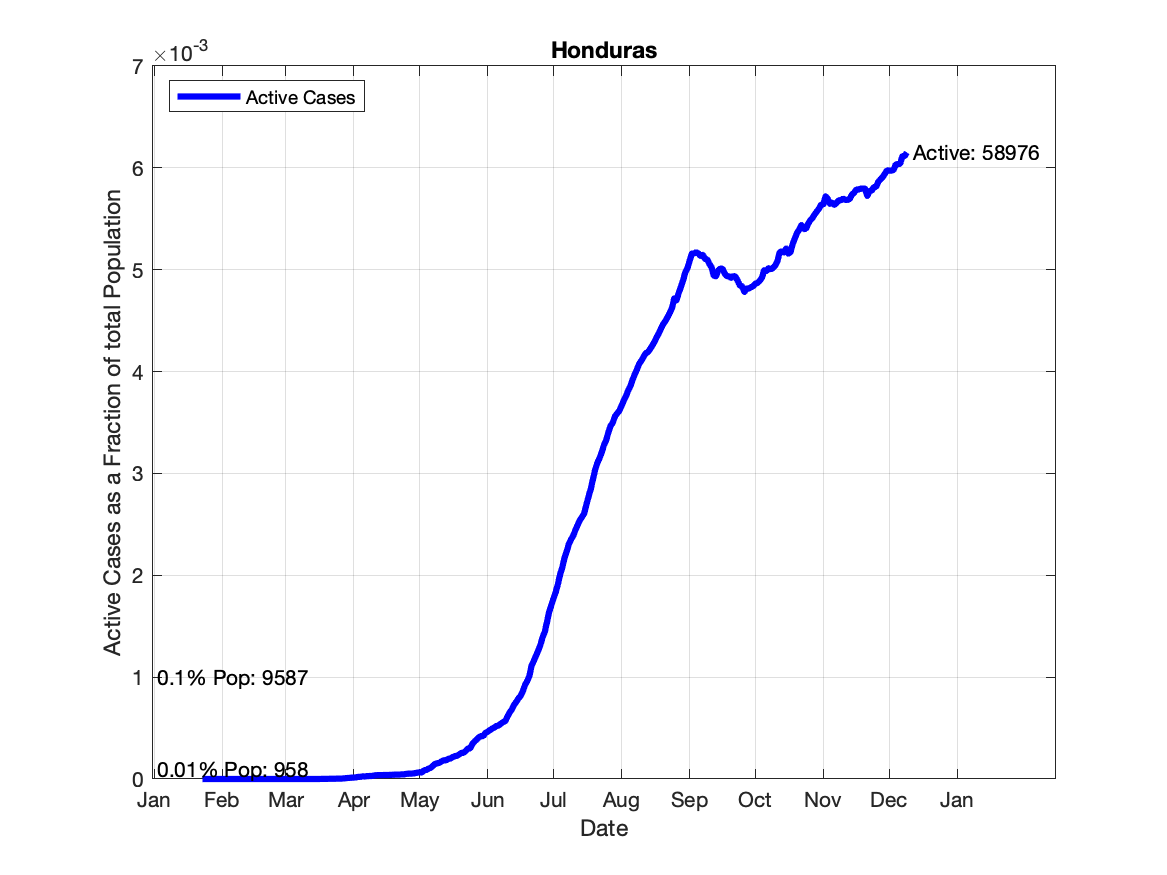 Honduras
×10-3
7
6
5
4
3
2
1
0
Active Cases
Active: 58976
0.1% Pop: 9587
0.01% Pop: 958
Active Cases as a Fraction of total Population
Jan Feb Mar Apr May Jun Jul Aug Sep Oct Nov Dec Jan
Date